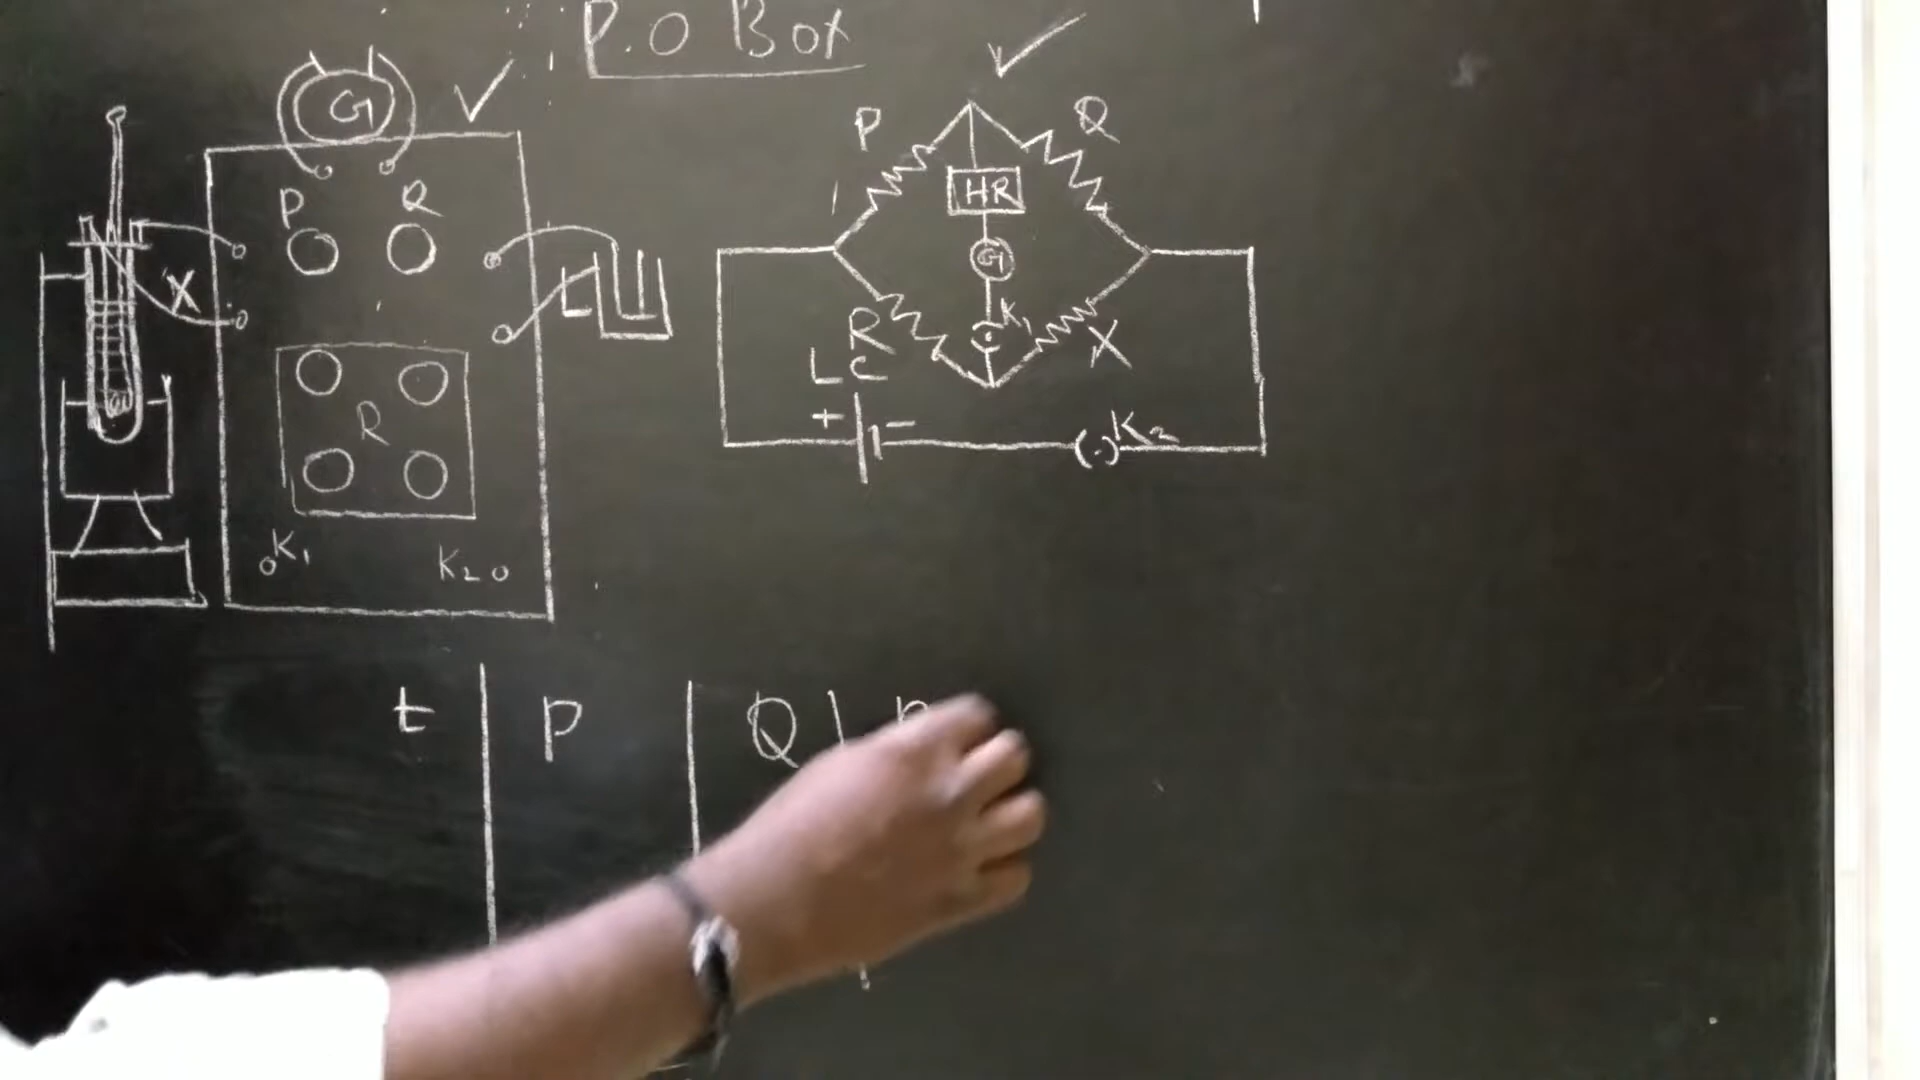 P.O Box
G
P Q
X
R
K1 K2
P Q
HR
G
K1
R X
LC
+ -
K2
t P Q